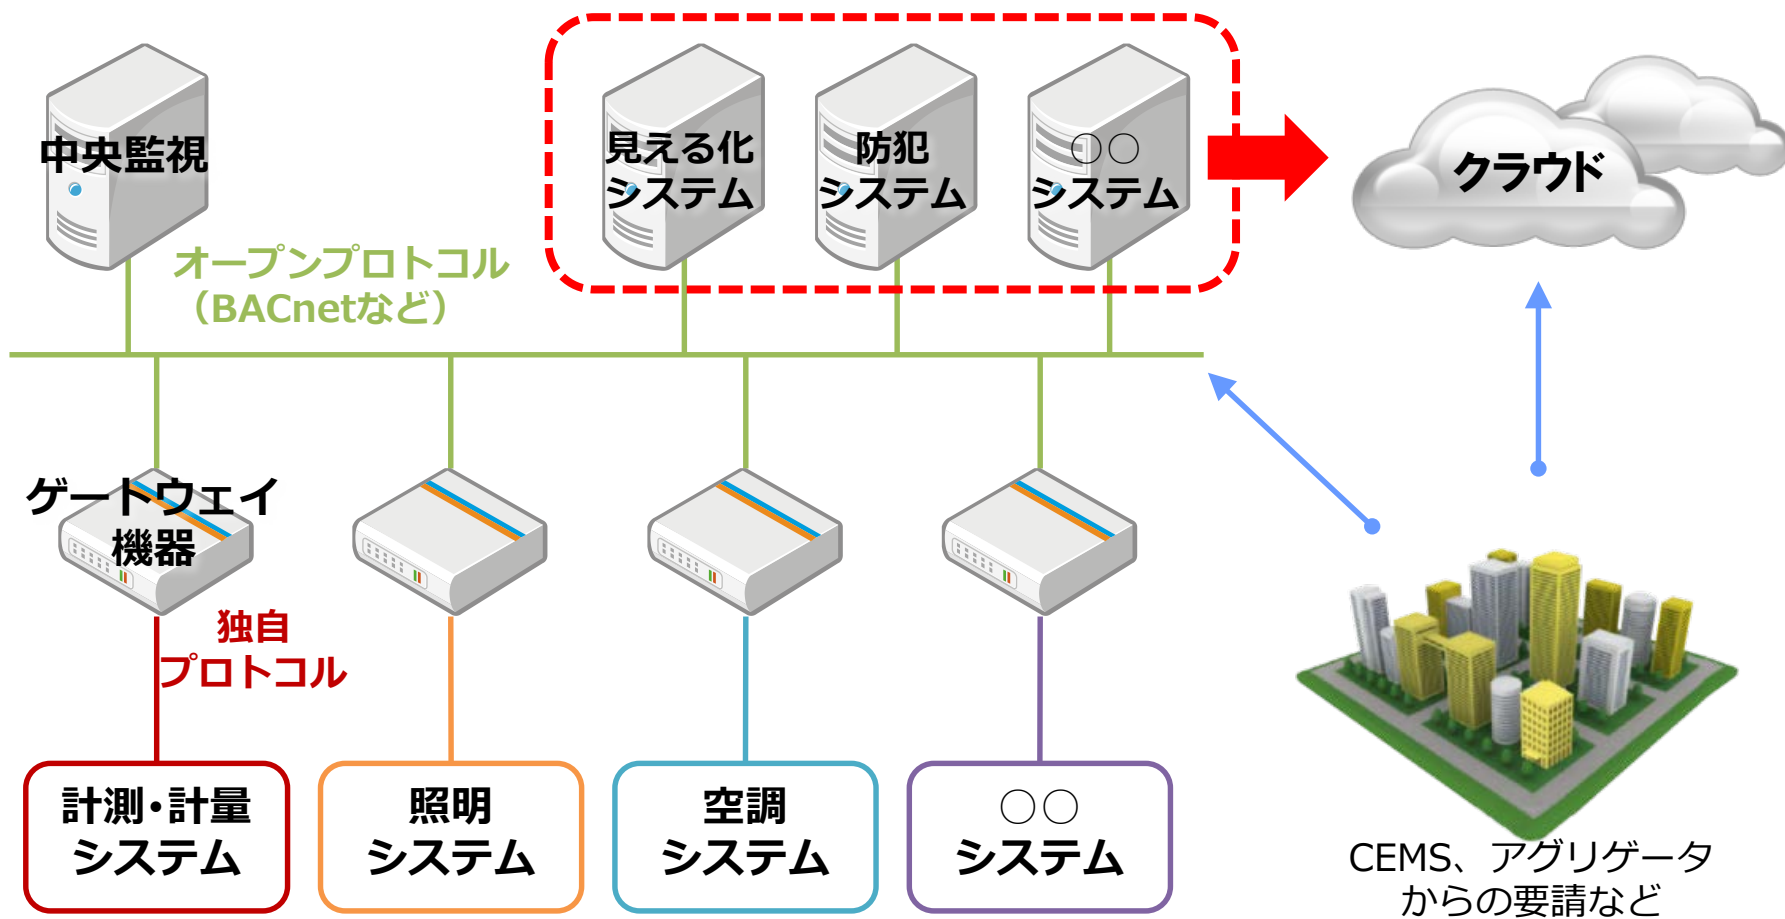 中央監視
見える化
システム
防犯
システム
○○
システム
クラウド
オープンプロトコル
（BACnetなど）
ゲートウェイ
機器
独自
プロトコル
計測・計量
システム
照明
システム
空調
システム
○○
システム
CEMS、アグリゲータ
からの要請など